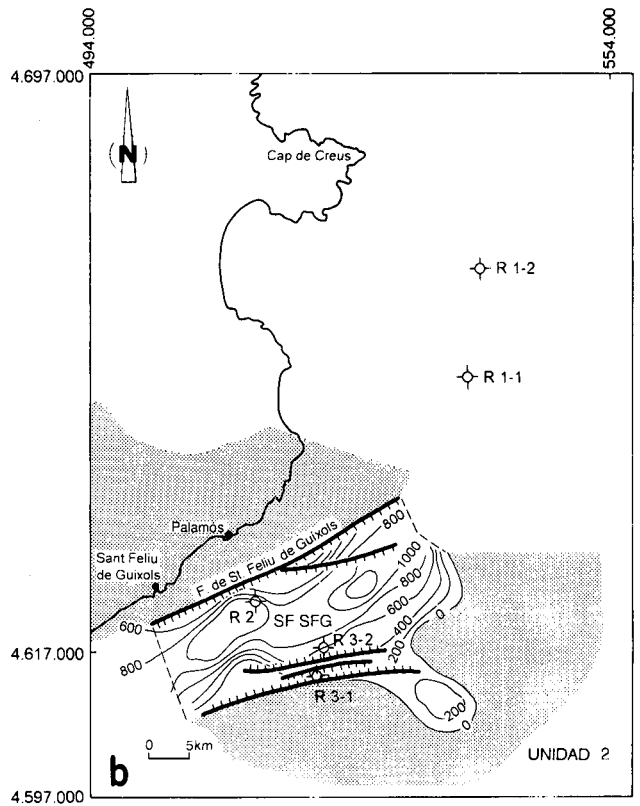 494.000
554.000
4.697.000
(N)
Cap de Creus
R 1-2
R 1-1
Palamós
F. de St. Feliu de Guixols
800
Sant Feliu
de Guixols
1000
800
600
R 2
SF SFG
600
400
0
R 3-2
200
4.617.000
800
R 3-1
200
0
0 5km
UNIDAD 2
b
4.597.000